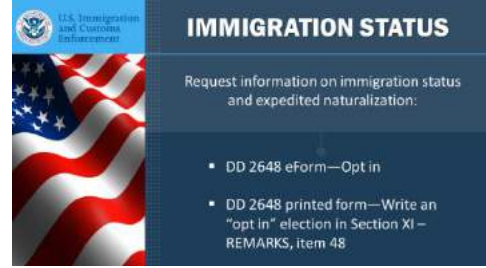 U.S. Immigration
and Customs
Enforcement
IMMIGRATION STATUS
Request information on immigration status
and expedited naturalization:
▪ DD 2648 eForm—Opt in
▪ DD 2648 printed form—Write an
“opt in” election in Section XI –
REMARKS, item 48